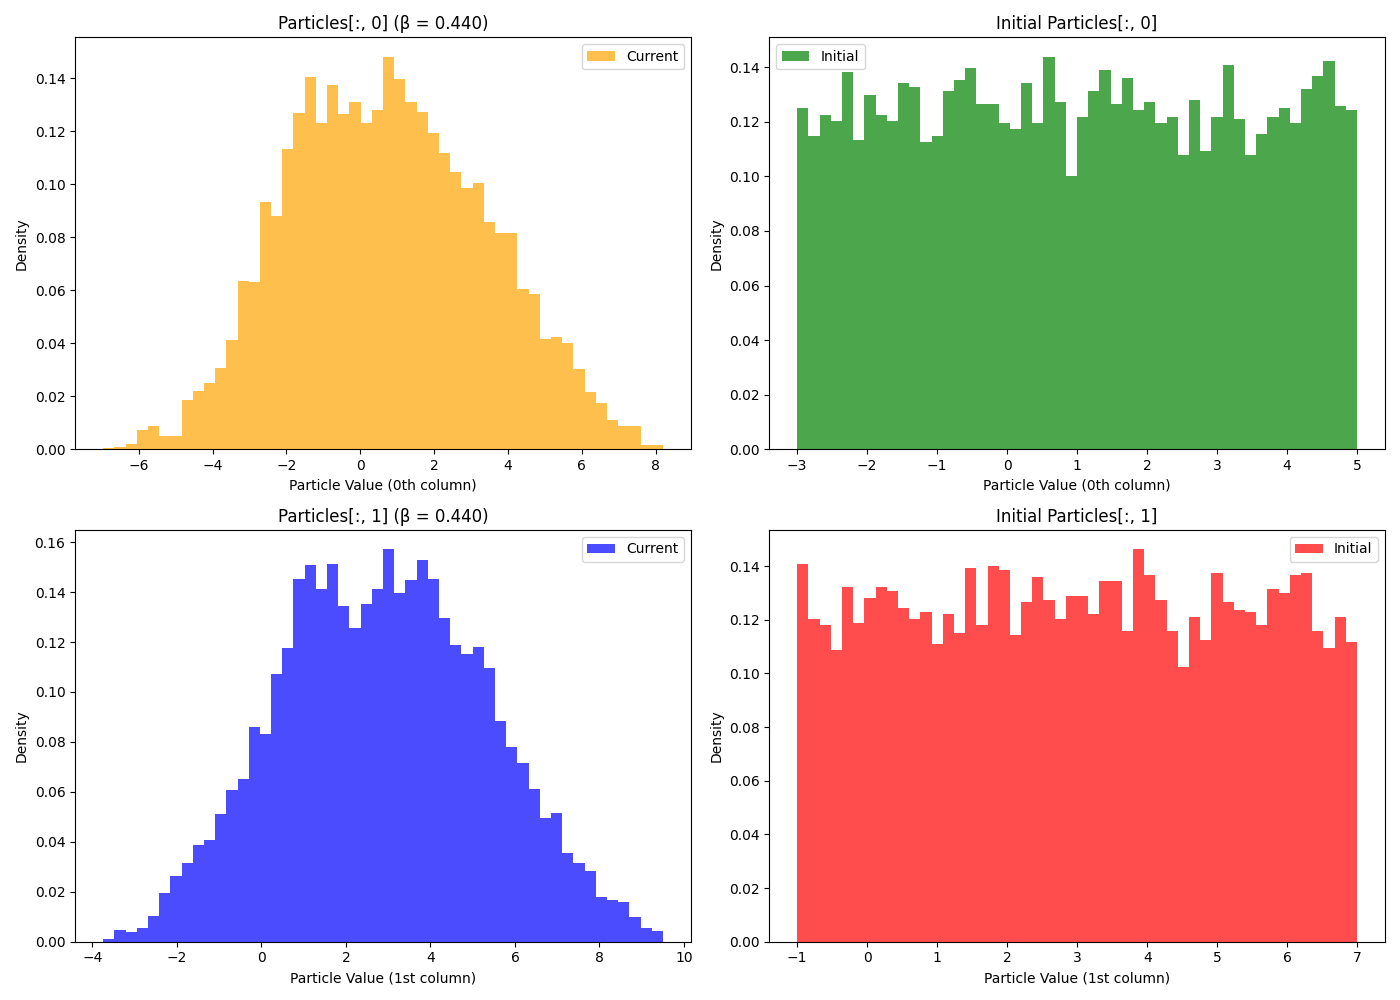 Particles[:, 0] (β = 0.440)
Current
0.14
0.12
0.10
0.08
0.06
0.04
0.02
0.00
Density
−6 −4 −2 0 2 4 6 8
Particle Value (0th column)
Initial Particles[:, 0]
Initial
0.14
0.12
0.10
0.08
0.06
0.04
0.02
0.00
Density
−3 −2 −1 0 1 2 3 4 5
Particle Value (0th column)
Particles[:, 1] (β = 0.440)
Current
0.16
0.14
0.12
0.10
0.08
0.06
0.04
0.02
0.00
Density
−4 −2 0 2 4 6 8 10
Particle Value (1st column)
Initial Particles[:, 1]
Initial
0.14
0.12
0.10
0.08
0.06
0.04
0.02
0.00
Density
−1 0 1 2 3 4 5 6 7
Particle Value (1st column)